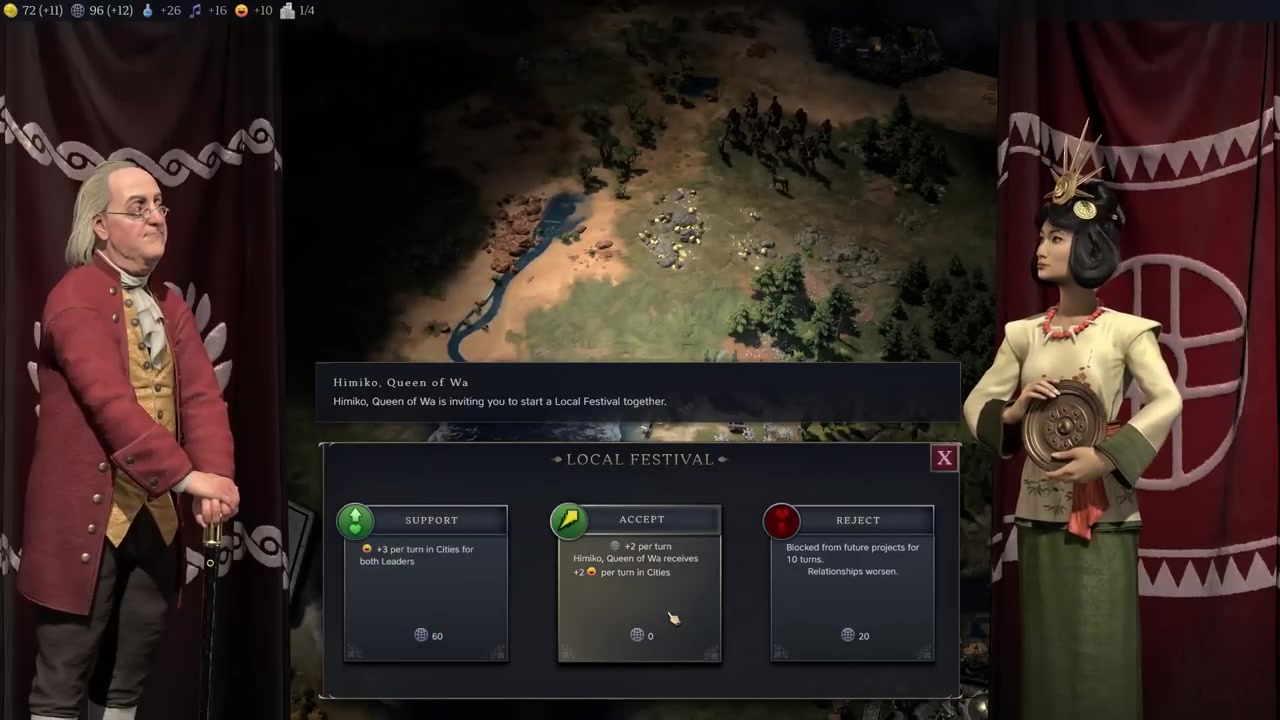 72 (+11) 96 (+12) +26 +16 +10 1/4
Himiko, Queen of Wa
Himiko, Queen of Wa is inviting you to start a Local Festival together.
LOCAL FESTIVAL
X
SUPPORT
+3 per turn in Cities for
both Leaders
60
ACCEPT
+2 per turn
Himiko, Queen of Wa receives
+2 per turn in Cities
0
REJECT
Blocked from future projects for
10 turns.
Relationships worsen.
20